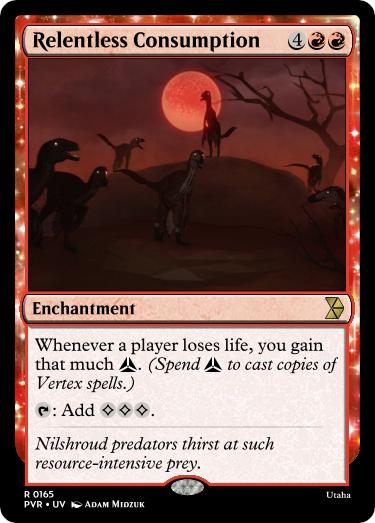 Relentless Consumption 4
Enchantment
Whenever a player loses life, you gain
that much . (Spend to cast copies of
Vertex spells.)
: Add .
Nilshroud predators thirst at such
resource-intensive prey.
R 0165
Utaha
PVR • UV Adam Midzuk